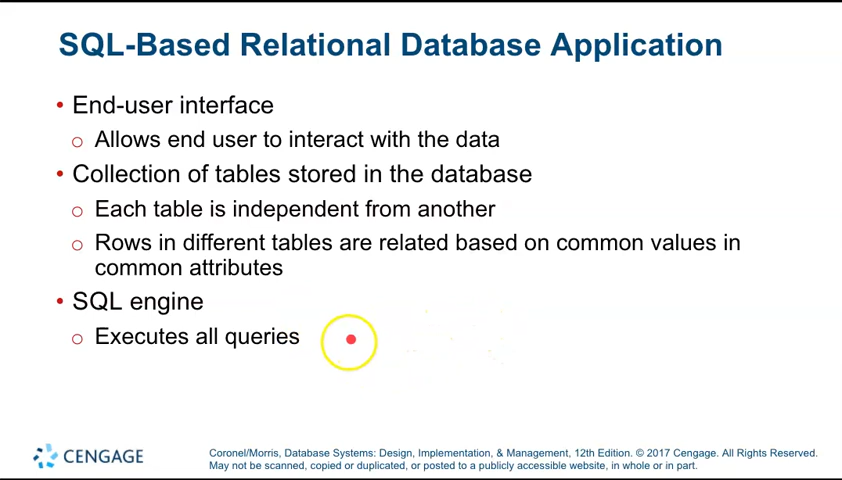 SQL-Based Relational Database Application
• End-user interface
o Allows end user to interact with the data
• Collection of tables stored in the database
o Each table is independent from another
o Rows in different tables are related based on common values in
common attributes
• SQL engine
o Executes all queries
CENGAGE
Coronel/Morris, Database Systems: Design, Implementation, & Management, 12th Edition. © 2017 Cengage. All Rights Reserved.
May not be scanned, copied or duplicated, or posted to a publicly accessible website, in whole or in part.